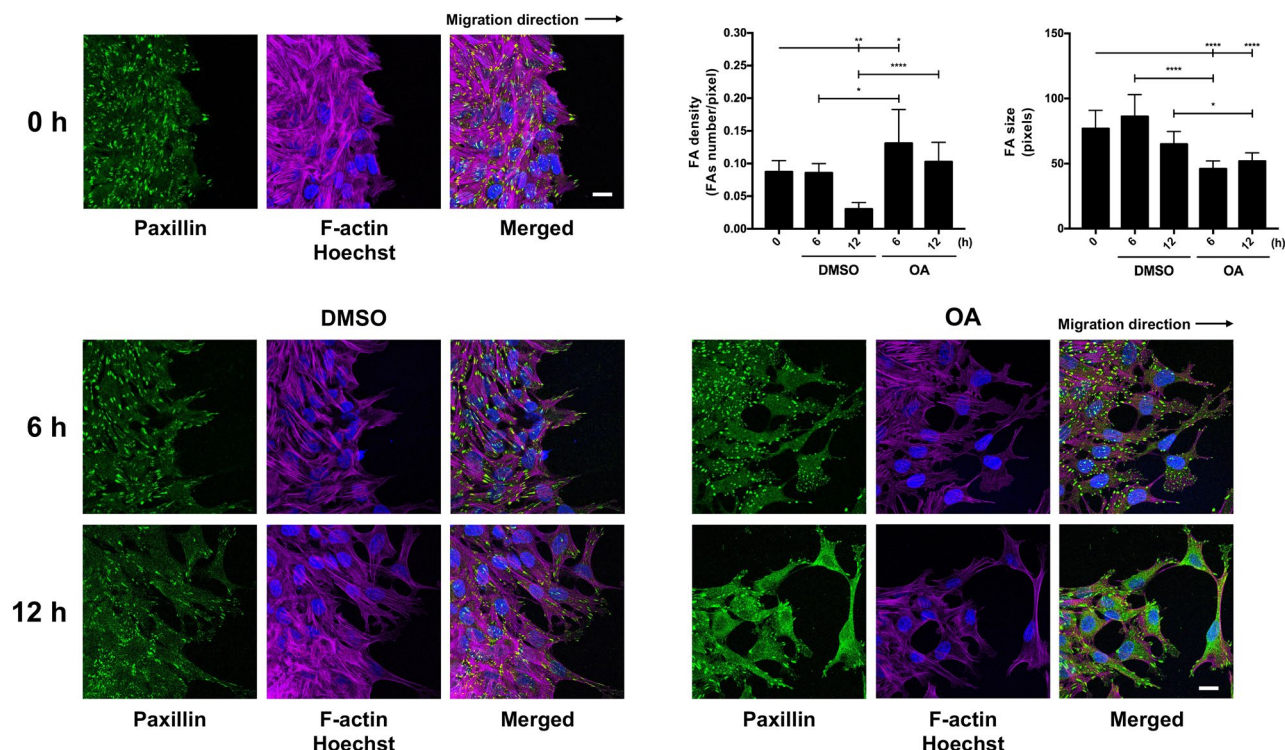 Migration direction
0 h
Paxillin
F-actin
Hoechst
Merged
FA density
(FAs number/pixel)
0.30
0.25
0.20
0.15
0.10
0.05
0.00
**
*
****
*
0
6
12
6
12
(h)
DMSO
OA
FA size
(pixels)
150
100
50
0
****
****
****
*
0
6
12
6
12
(h)
DMSO
OA
DMSO
OA
Migration direction
6 h
12 h
Paxillin
F-actin
Hoechst
Merged
Paxillin
F-actin
Hoechst
Merged